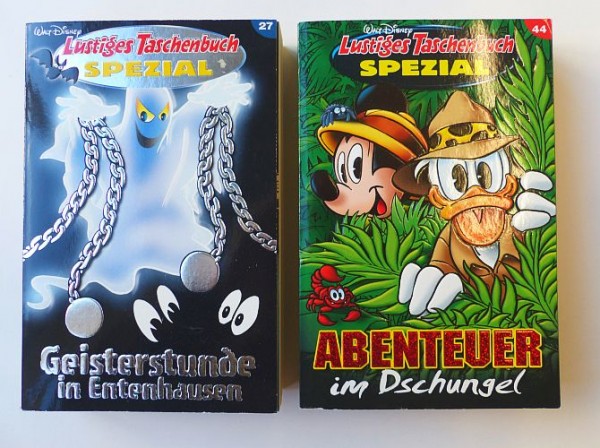 Walt Disney
27
Lustiges Taschenbuch
SPEZIAL
Geisterstunde
in Entenhausen
Walt Disney
44
Lustiges Taschenbuch
SPEZIAL
ABENTEUER
im Dschungel